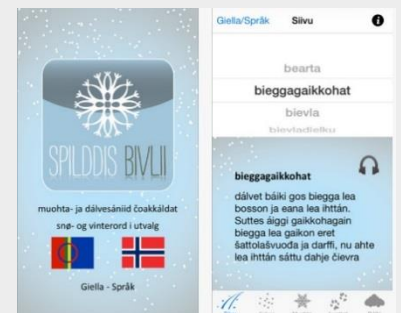 SPILDDIS BIVLII
muohta- ja dálvesániid čoakkáldat
snø- og vinterord i utvalg
Giella - Språk
Giella/Språk Siivu
bearta
bieggagaikkohat
bievla
bievladielku
bieggagaikkohat
dálvet báiki gos biegga lea
bosson ja eana lea ihttán.
Suttes áiggi gaikkohagain
biegga lea gaikon eret
šattolašvuođa ja darffi, nu ahte
lea ihttán sáttu dahje čievra